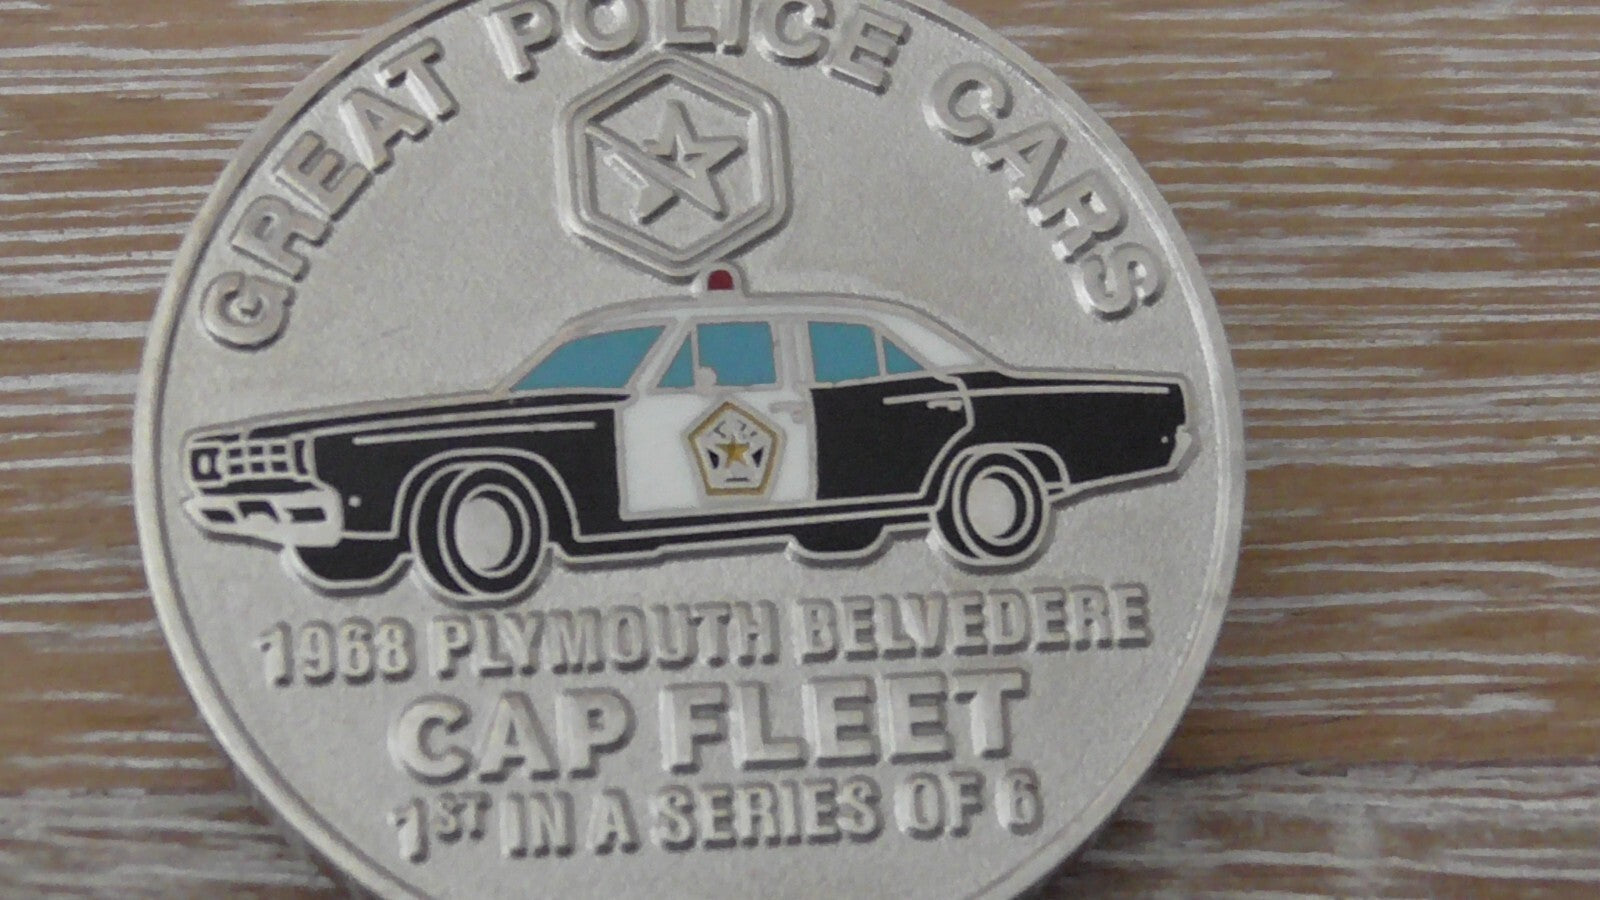 GREAT POLICE CARS
1968 PLYMOUTH BELVEDERE
CAP FLEET
1ST IN A SERIES OF 6